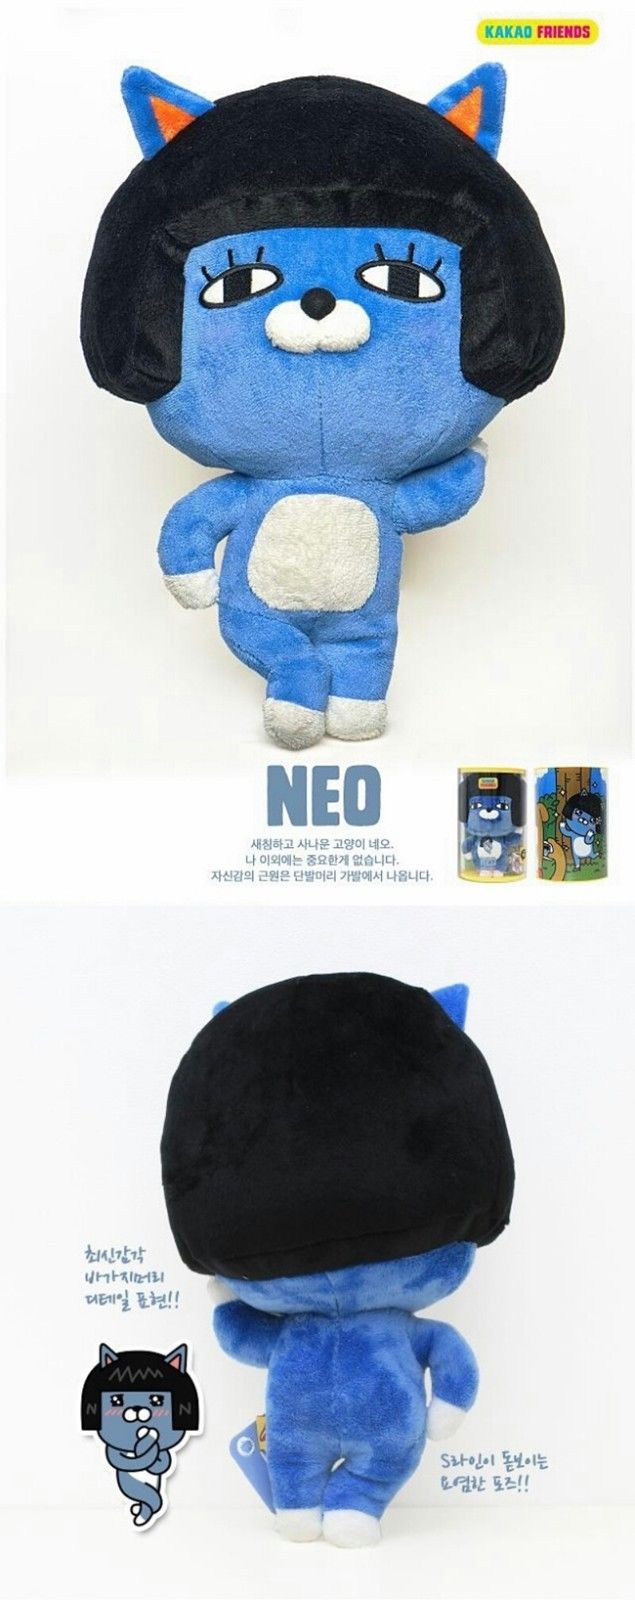 KAKAO FRIENDS
NEO
새침하고 사나운 고양이 네오.
나 이외에는 중요한게 없습니다.
자신감의 근원은 단발머리 가발에서 나옵니다.
최신감각
바가지머리
디테일 표현!!
N N
S라인이 돋보이는
요염한 포즈!!